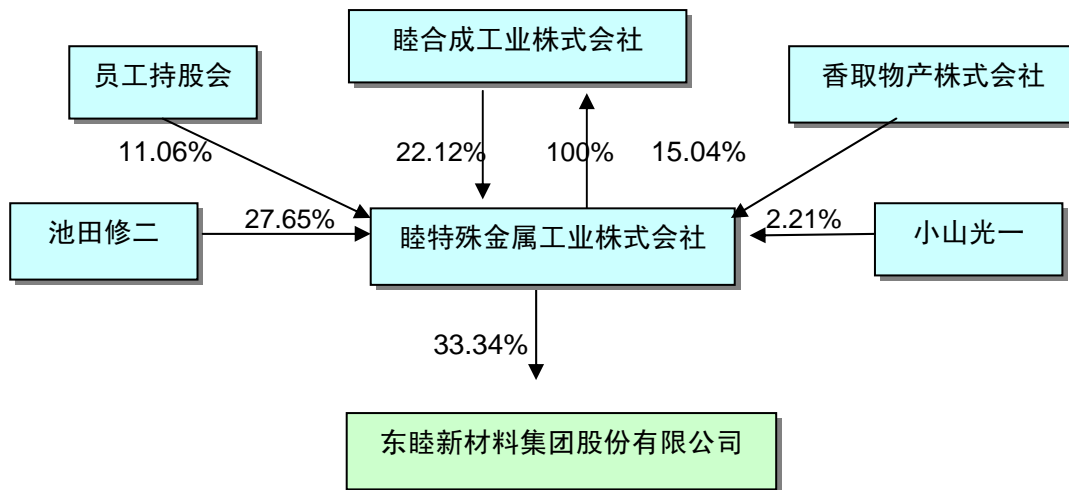 睦合成工业株式会社
员工持股会
香取物产株式会社
11.06%
22.12%
100%
15.04%
池田修二
27.65%
睦特殊金属工业株式会社
2.21%
小山光一
33.34%
东睦新材料集团股份有限公司